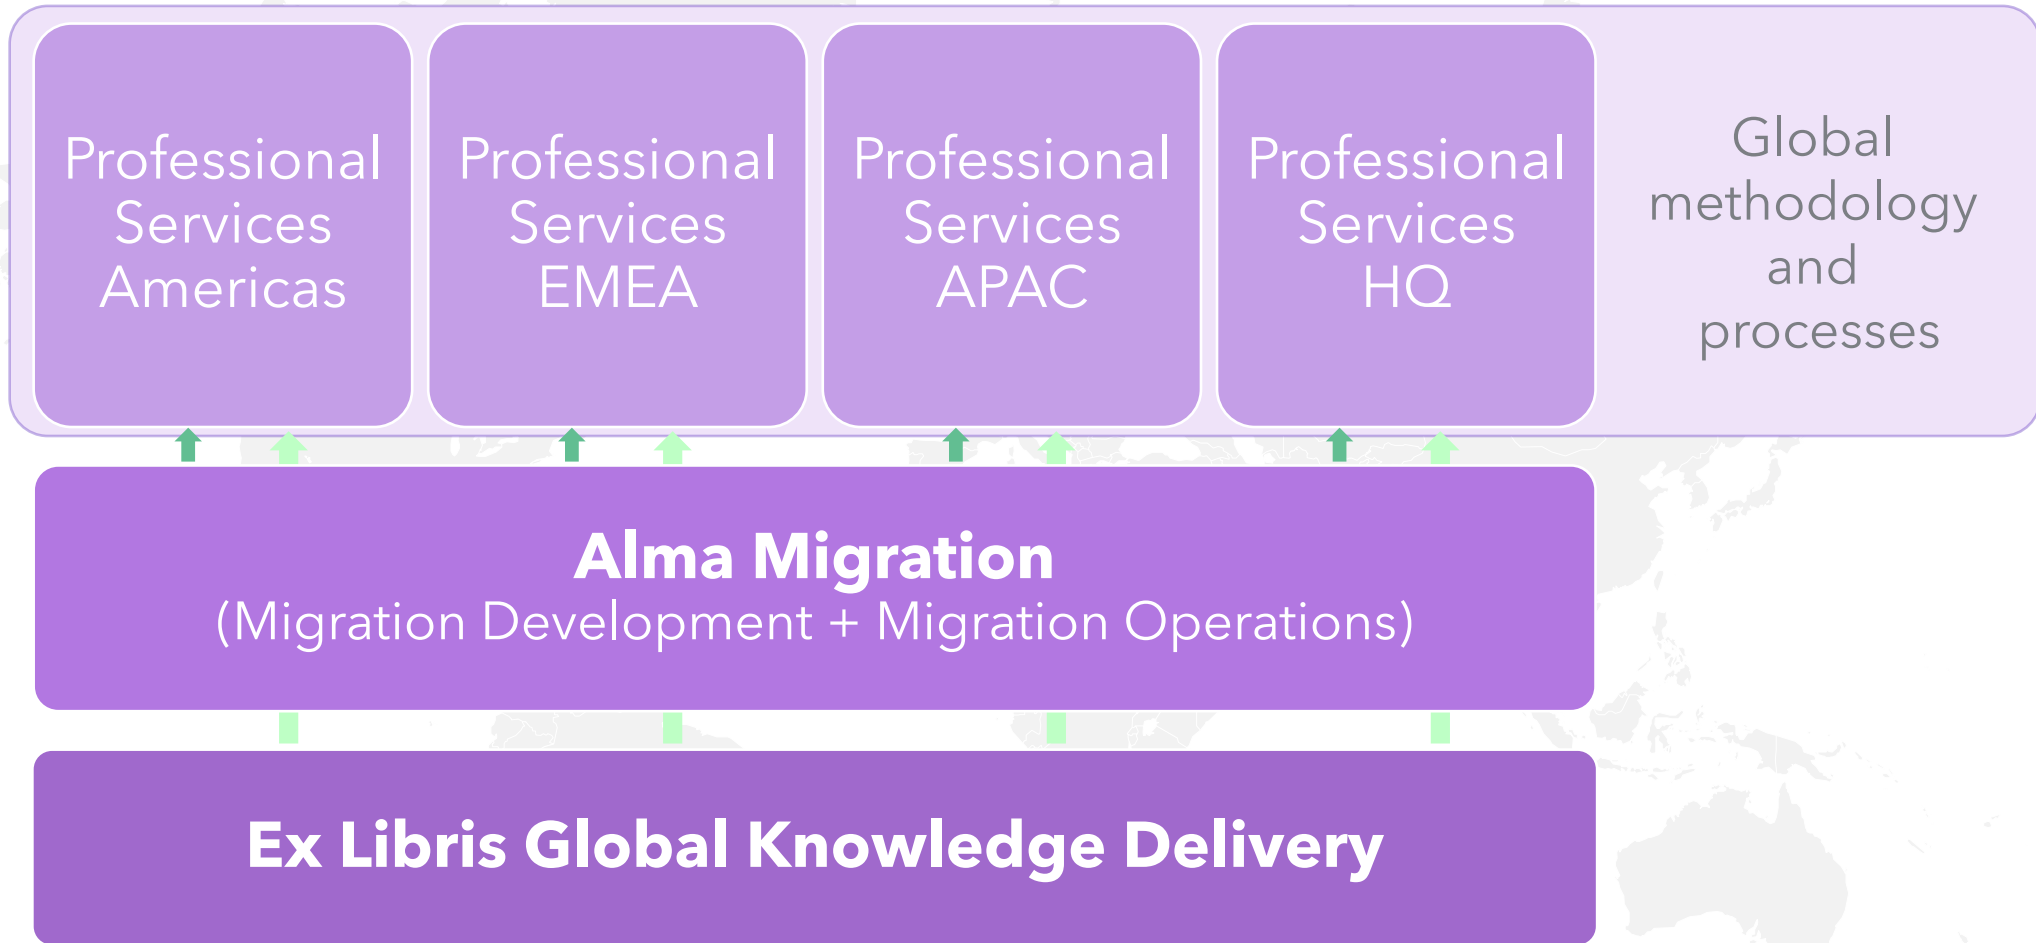 Professional
Services
Americas
Professional
Services
EMEA
Professional
Services
APAC
Professional
Services
HQ
Global
methodology
and
processes
Alma Migration
(Migration Development + Migration Operations)
Ex Libris Global Knowledge Delivery